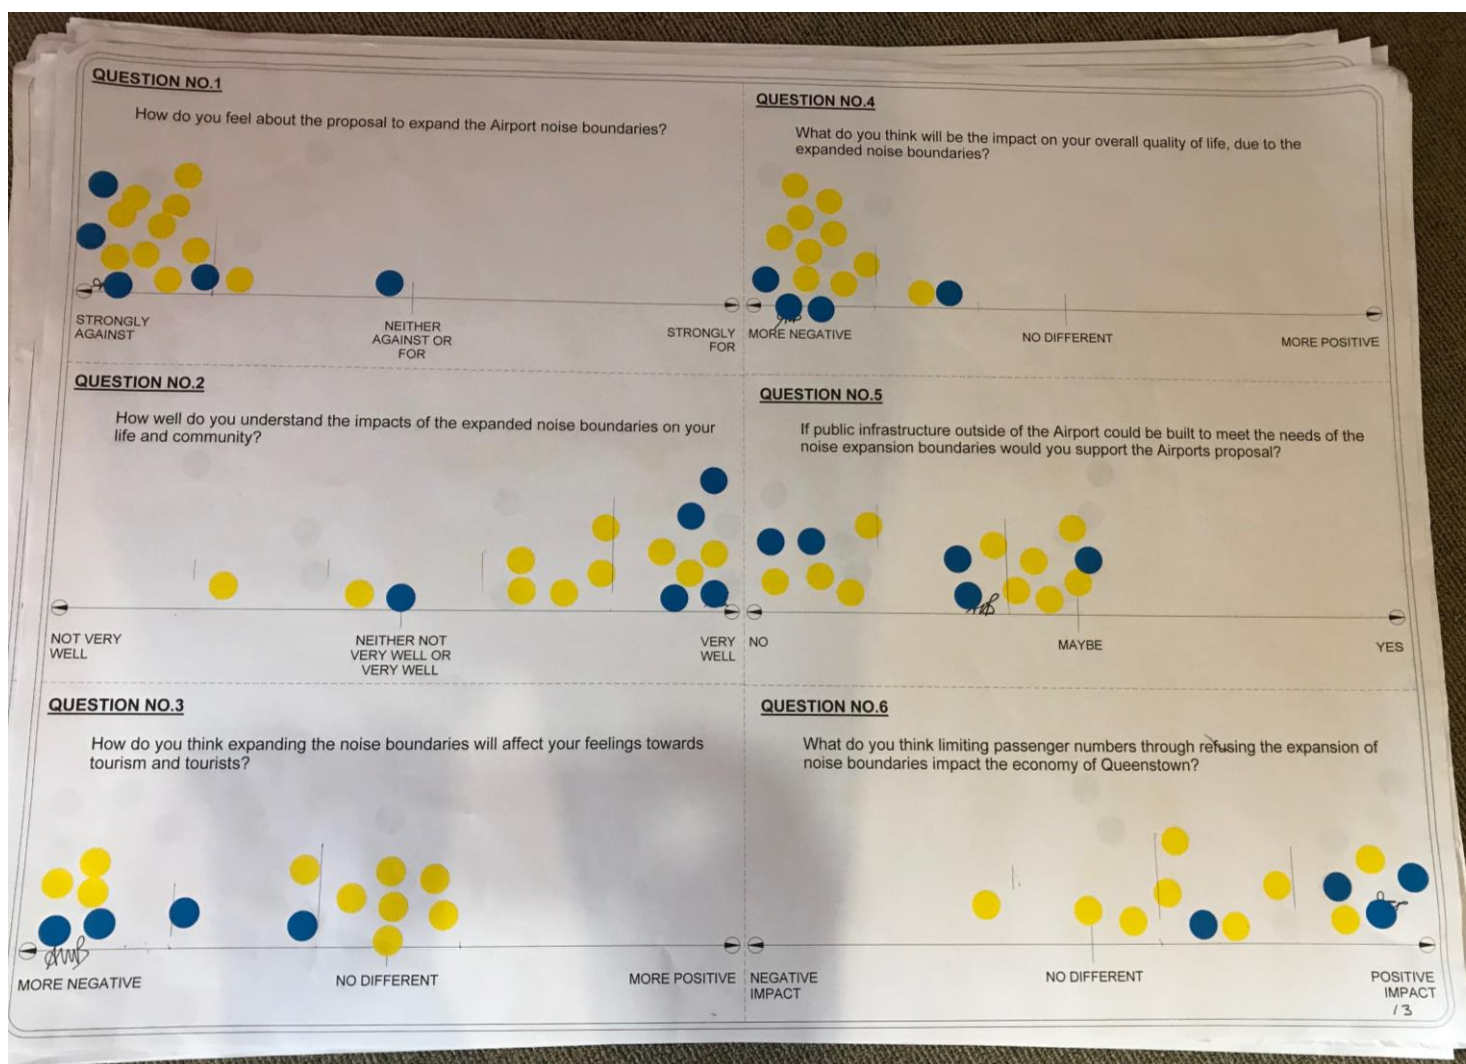 QUESTION NO.1
How do you feel about the proposal to expand the Airport noise boundaries?
STRONGLY
AGAINST
NEITHER
AGAINST OR
FOR
STRONGLY
FOR
QUESTION NO.2
How well do you understand the impacts of the expanded noise boundaries on your
life and community?
NOT VERY
WELL
NEITHER NOT
VERY WELL OR
VERY WELL
VERY
WELL
QUESTION NO.3
How do you think expanding the noise boundaries will affect your feelings towards
tourism and tourists?
MORE NEGATIVE
NO DIFFERENT
MORE POSITIVE
QUESTION NO.4
What do you think will be the impact on your overall quality of life, due to the
expanded noise boundaries?
MORE NEGATIVE
NO DIFFERENT
MORE POSITIVE
QUESTION NO.5
If public infrastructure outside of the Airport could be built to meet the needs of the
noise expansion boundaries would you support the Airports proposal?
NO
MAYBE
YES
QUESTION NO.6
What do you think limiting passenger numbers through refusing the expansion of
noise boundaries impact the economy of Queenstown?
NEGATIVE
IMPACT
NO DIFFERENT
POSITIVE
IMPACT
13